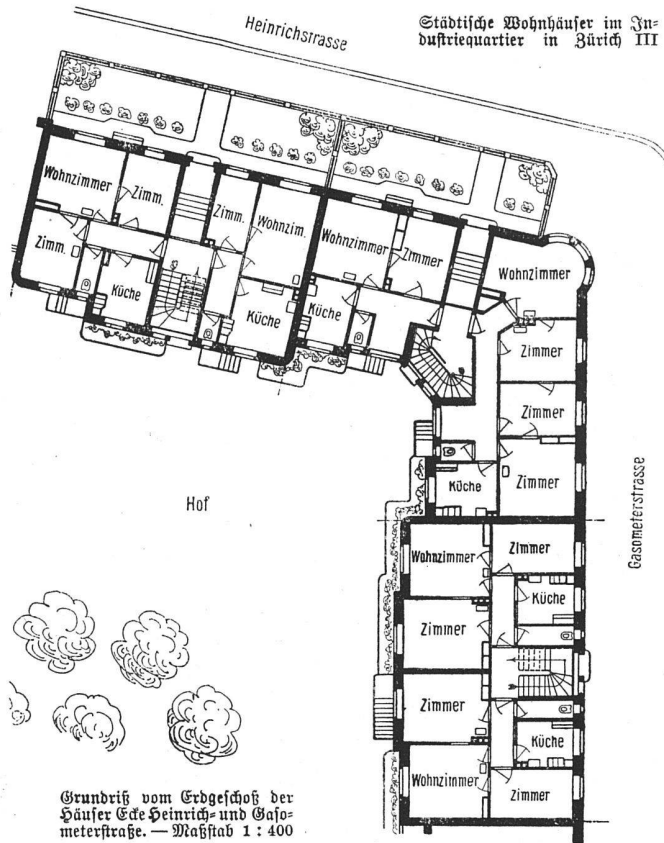 Heinrichstrasse
Städtische Wohnhäuser im In-
dustriequartier in Zürich III
Wohnzimmer
Zimm.
Zimm.
Wohnzim.
Wohnzimmer
Zimmer
Wohnzimmer
Zimm.
Küche
Küche
Küche
Zimmer
Zimmer
Zimmer
Küche
Gasometerstrasse
Hof
Wohnzimmer
Zimmer
Küche
Zimmer
Zimmer
Küche
Wohnzimmer
Zimmer
Grundriß vom Erdgeschoß der
Häuser Ecke Heinrich- und Gaso-
meterstraße. — Maßstab 1 : 400